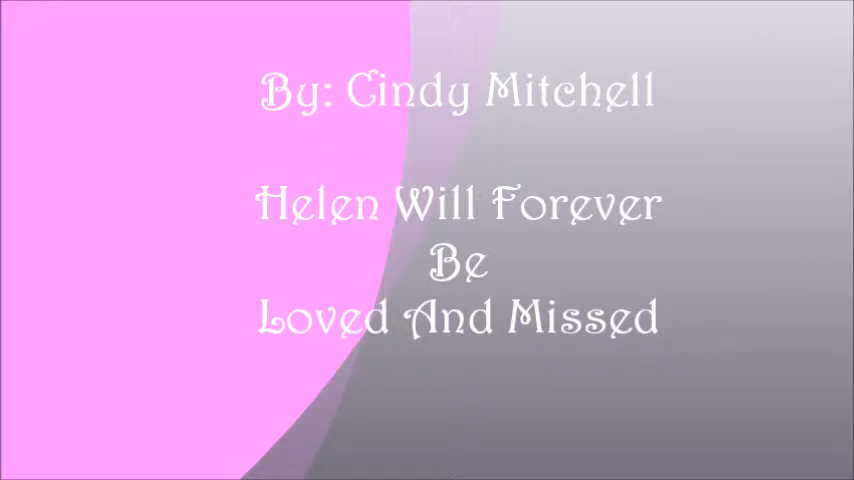 By: Cindy Mitchell
Helen Will Forever
Be
Loved And Missed